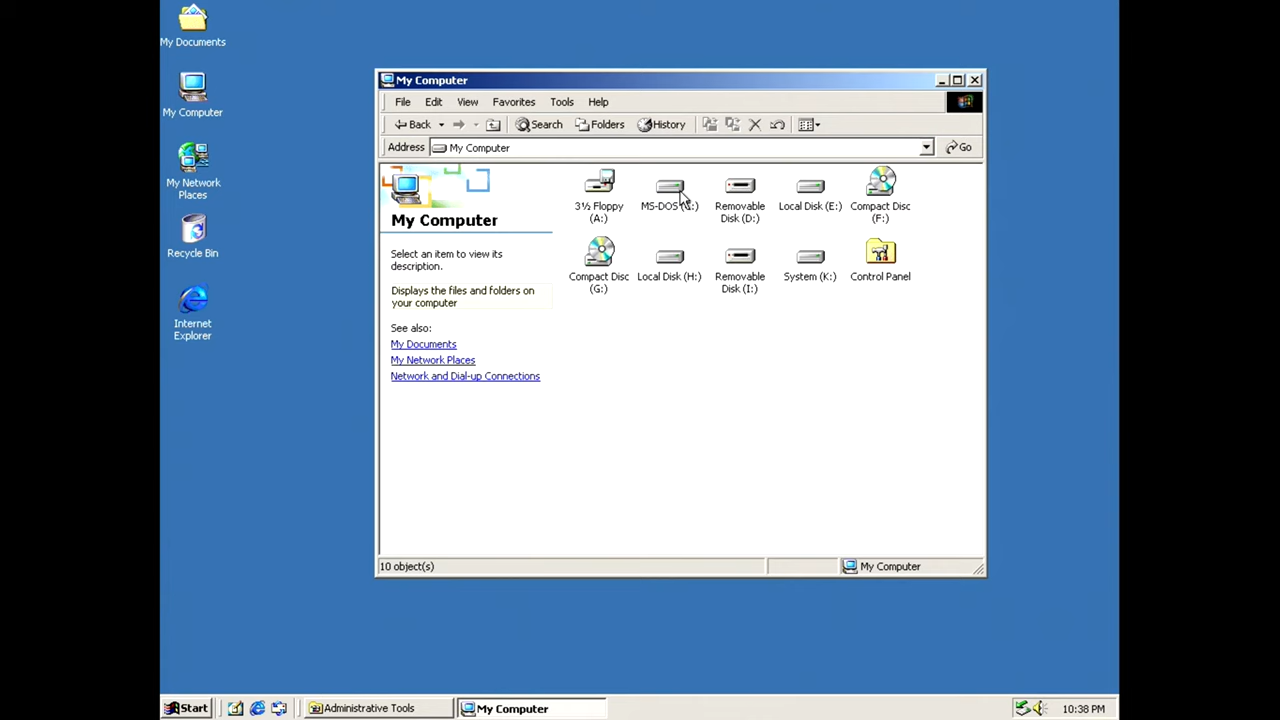 My Documents
My Computer
My Network
Places
Recycle Bin
Internet
Explorer
My Computer
File Edit View Favorites Tools Help
Back Search Folders History
Address My Computer Go
My Computer
Select an item to view its
description.
Displays the files and folders on
your computer
See also:
My Documents
My Network Places
Network and Dial-up Connections
3½ Floppy
(A:)
MS-DOS (C:)
Removable
Disk (D:)
Local Disk (E:)
Compact Disc
(F:)
Compact Disc
(G:)
Local Disk (H:)
Removable
Disk (I:)
System (K:)
Control Panel
10 object(s) My Computer
Start Administrative Tools My Computer 10:38 PM